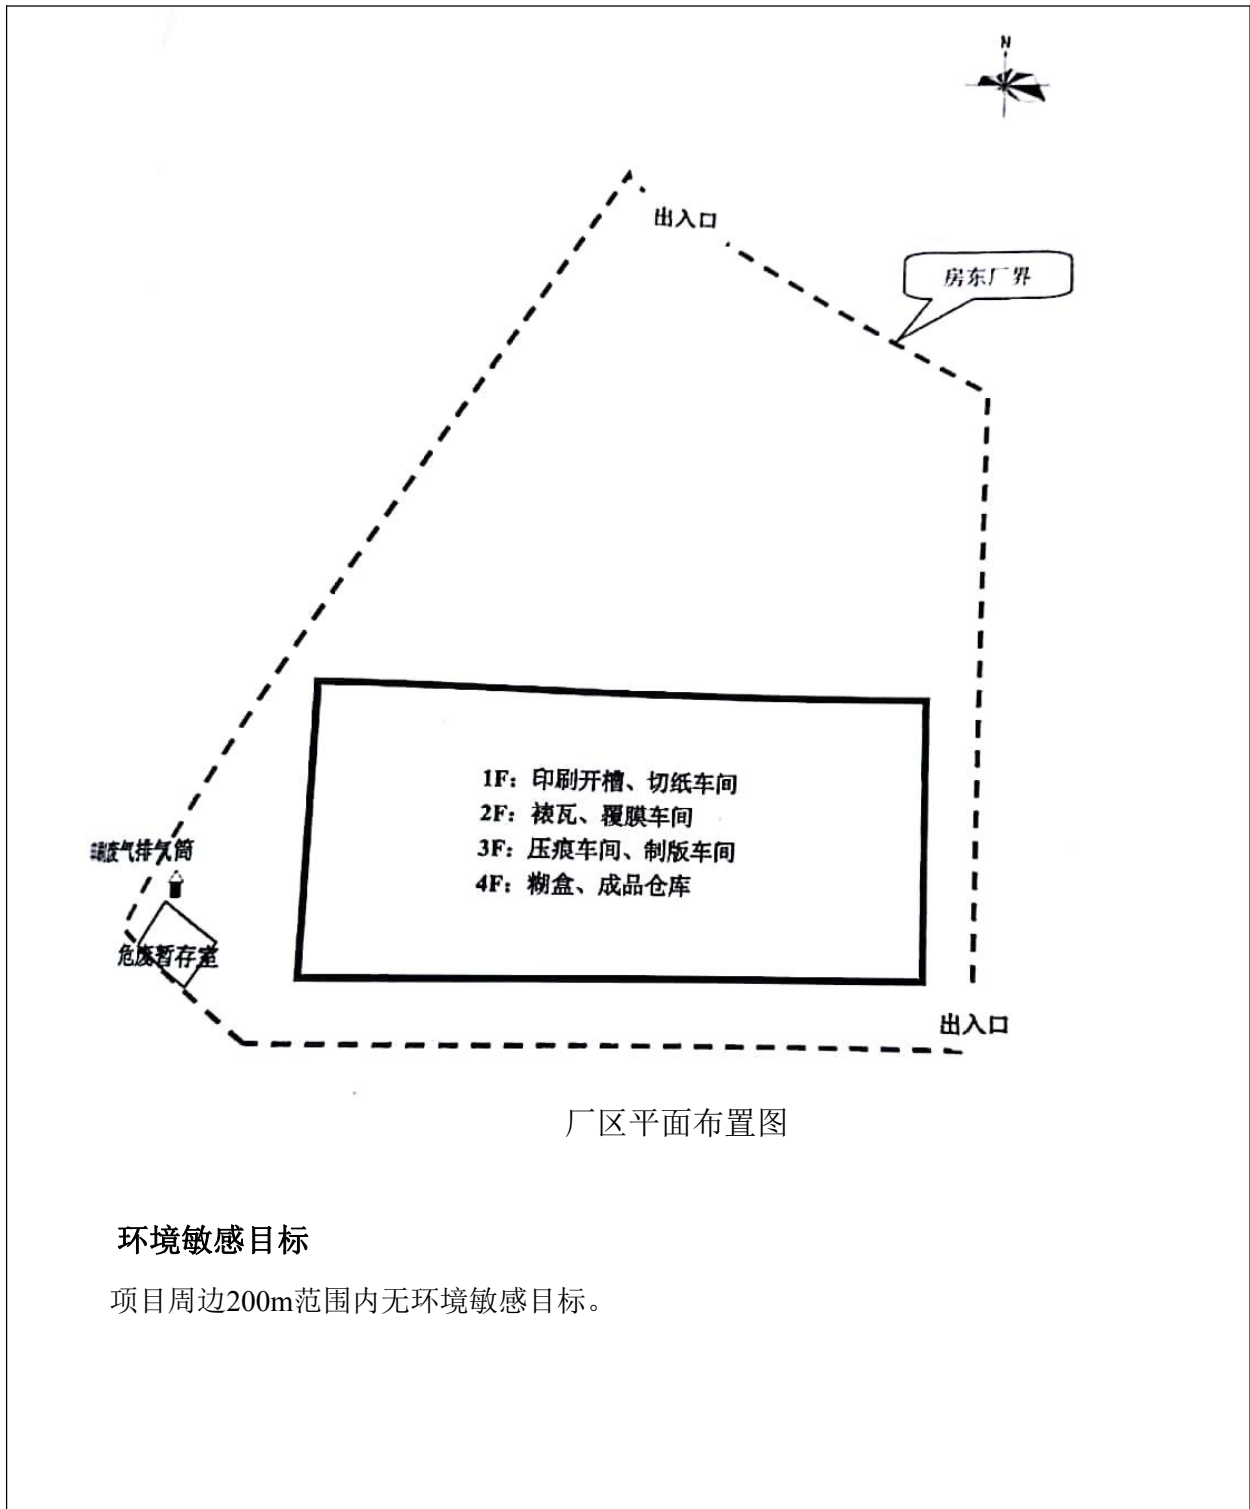 N
出入口
房东厂界
1F：印刷开槽、切纸车间
2F：裱瓦、覆膜车间
3F：压痕车间、制版车间
4F：糊盒、成品仓库
废气排气筒
危废暂存室
出入口
厂区平面布置图
环境敏感目标
项目周边200m范围内无环境敏感目标。